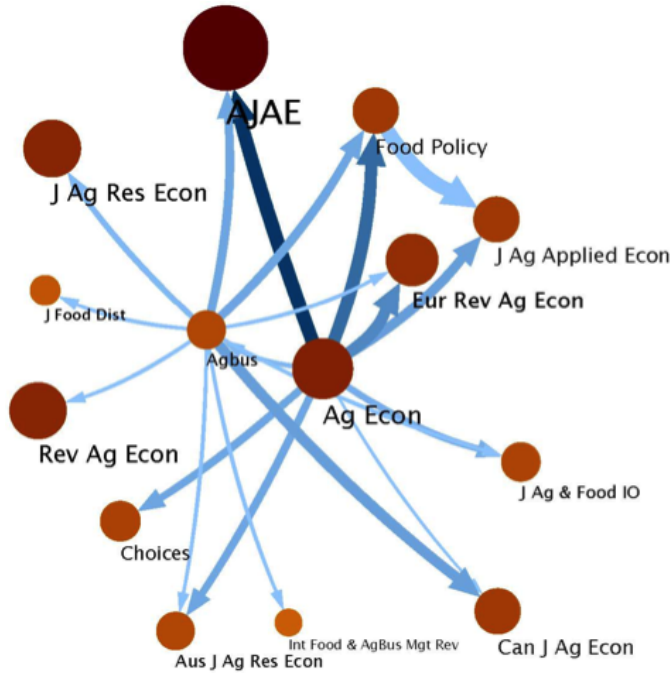 AJAE
Food Policy
J Ag Res Econ
J Ag Applied Econ
Eur Rev Ag Econ
J Food Dist
Agbus
Ag Econ
Rev Ag Econ
J Ag & Food IO
Choices
Int Food & AgBus Mgt Rev
Can J Ag Econ
Aus J Ag Res Econ